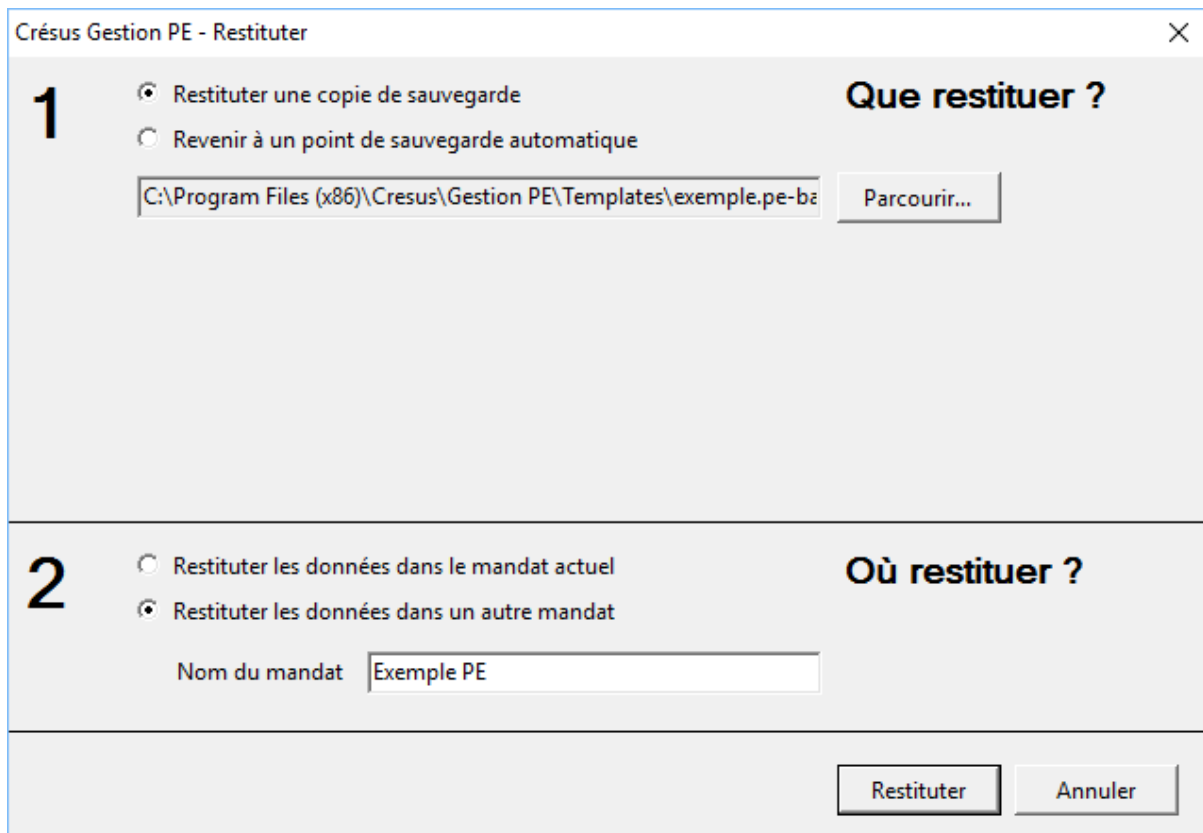 Crésus Gestion PE - Restituter
1
Restituter une copie de sauvegarde
Que restituer ?
Revenir à un point de sauvegarde automatique
C:\Program Files (x86)\Cresus\Gestion PE\Templates\exemple.pe-ba
Parcourir...
2
Restituter les données dans le mandat actuel
Où restituer ?
Restituter les données dans un autre mandat
Nom du mandat Exemple PE
Restituter Annuler